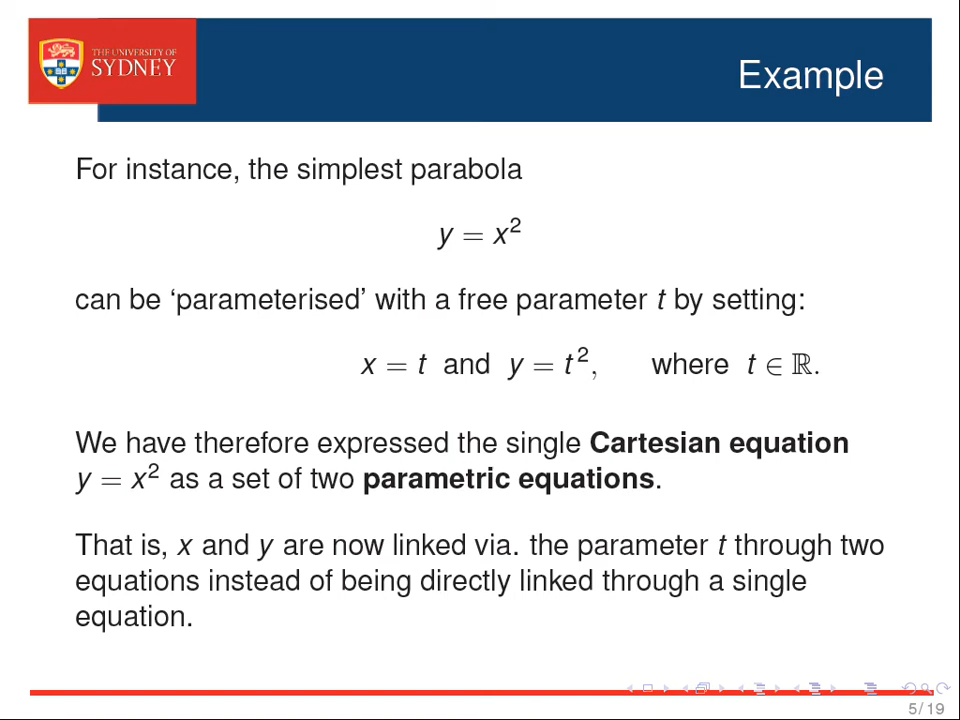 THE UNIVERSITY OF
SYDNEY
Example
For instance, the simplest parabola
y = x²
can be ‘parameterised’ with a free parameter t by setting:
x = t and y = t², where t ∈ ℝ.
We have therefore expressed the single Cartesian equation
y = x² as a set of two parametric equations.
That is, x and y are now linked via. the parameter t through two
equations instead of being directly linked through a single
equation.
5/19